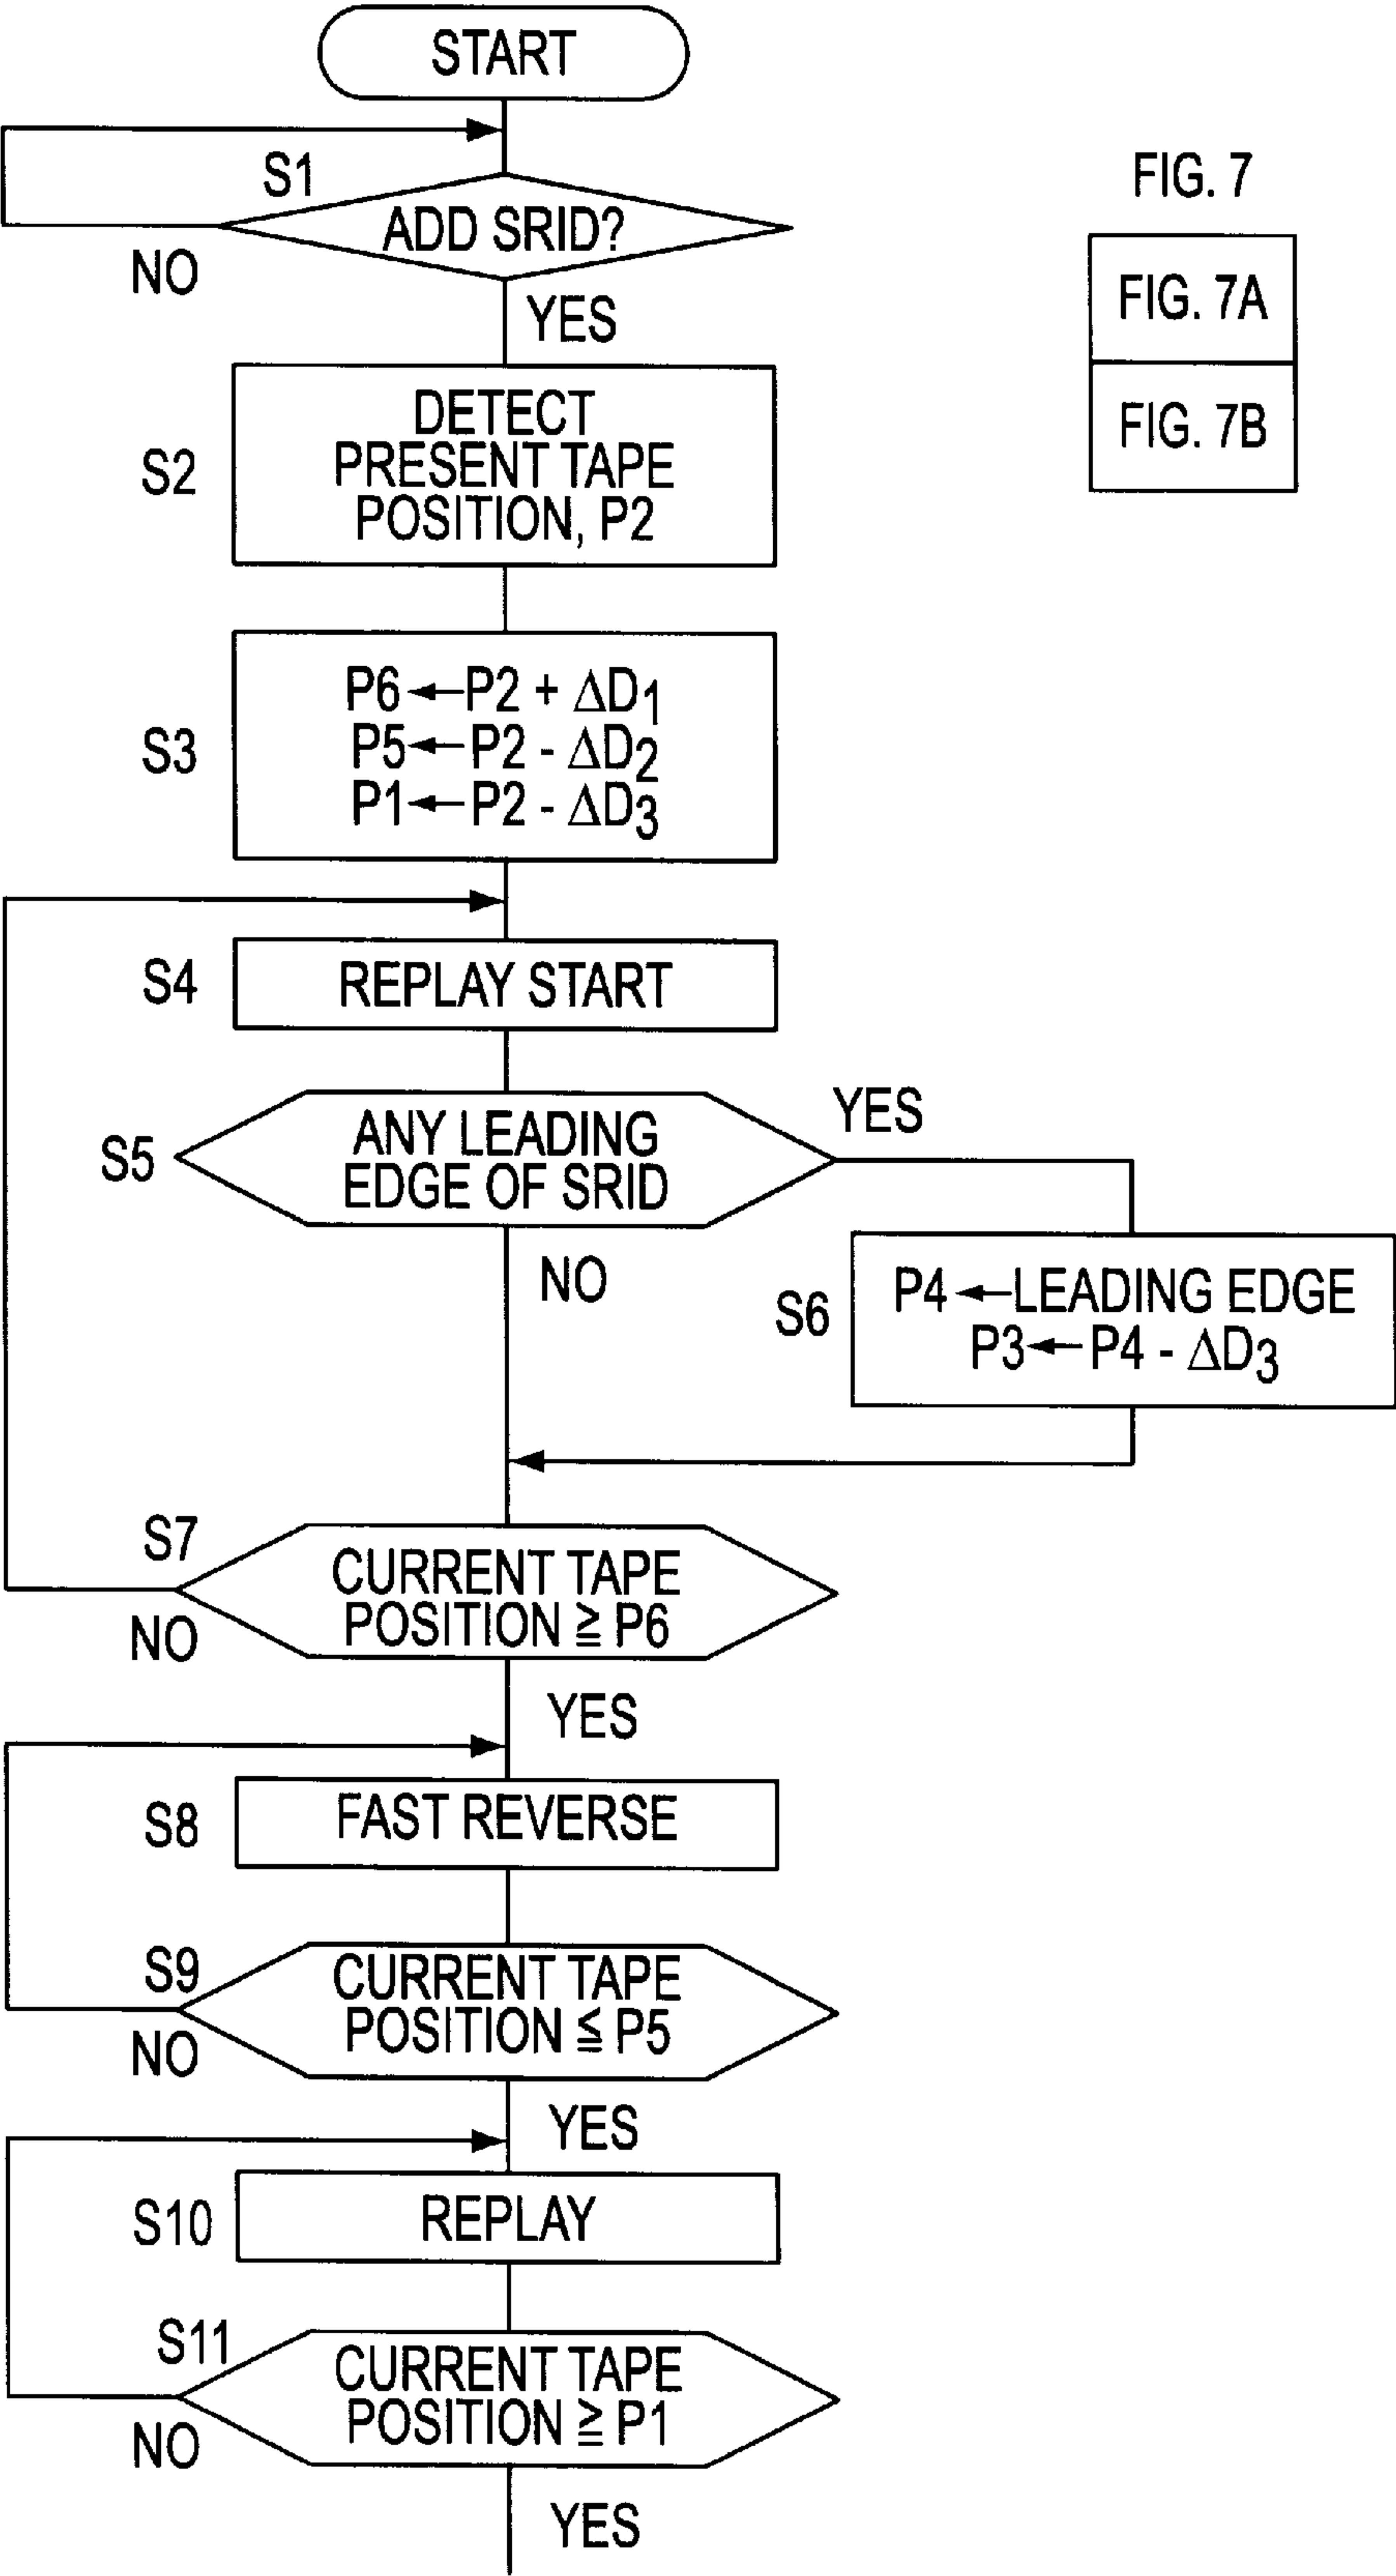 START
S1
ADD SRID?
NO
YES
FIG. 7
FIG. 7A
FIG. 7B
S2
DETECT
PRESENT TAPE
POSITION, P2
S3
P6←P2 + ΔD1
P5←P2 - ΔD2
P1←P2 - ΔD3
S4
REPLAY START
S5
ANY LEADING
EDGE OF SRID
YES
NO
S6
P4←LEADING EDGE
P3←P4 - ΔD3
S7
CURRENT TAPE
POSITION ≧ P6
NO
YES
S8
FAST REVERSE
S9
CURRENT TAPE
POSITION ≦ P5
NO
YES
S10
REPLAY
S11
CURRENT TAPE
POSITION ≧ P1
NO
YES